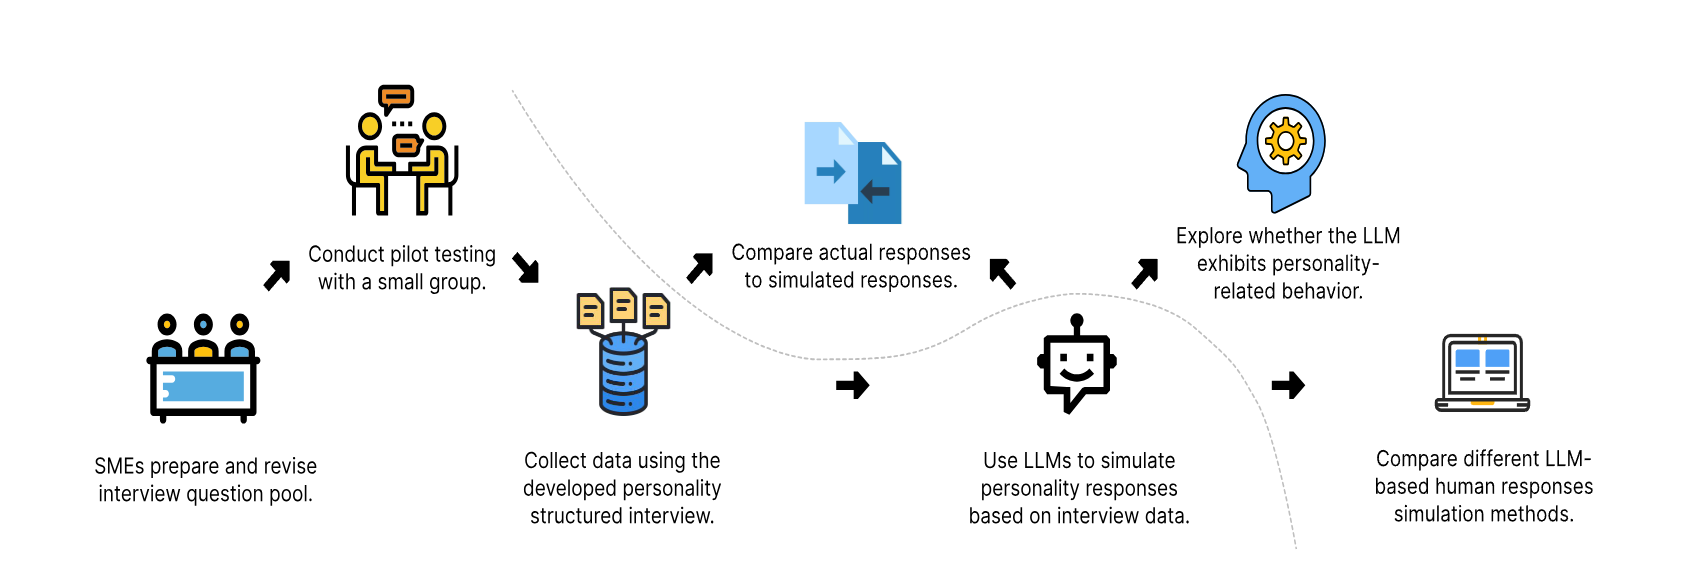 SMEs prepare and revise
interview question pool.
Conduct pilot testing
with a small group.
Collect data using the
developed personality
structured interview.
Compare actual responses
to simulated responses.
Use LLMs to simulate
personality responses
based on interview data.
Explore whether the LLM
exhibits personality-
related behavior.
Compare different LLM-
based human responses
simulation methods.